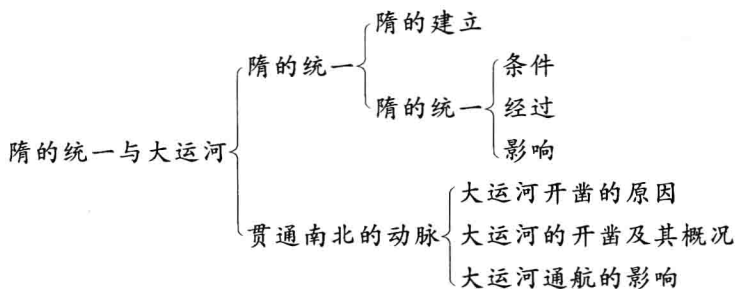 隋的统一与大运河
隋的统一
隋的建立
隋的统一
条件
经过
影响
贯通南北的动脉
大运河开凿的原因
大运河的开凿及其概况
大运河通航的影响